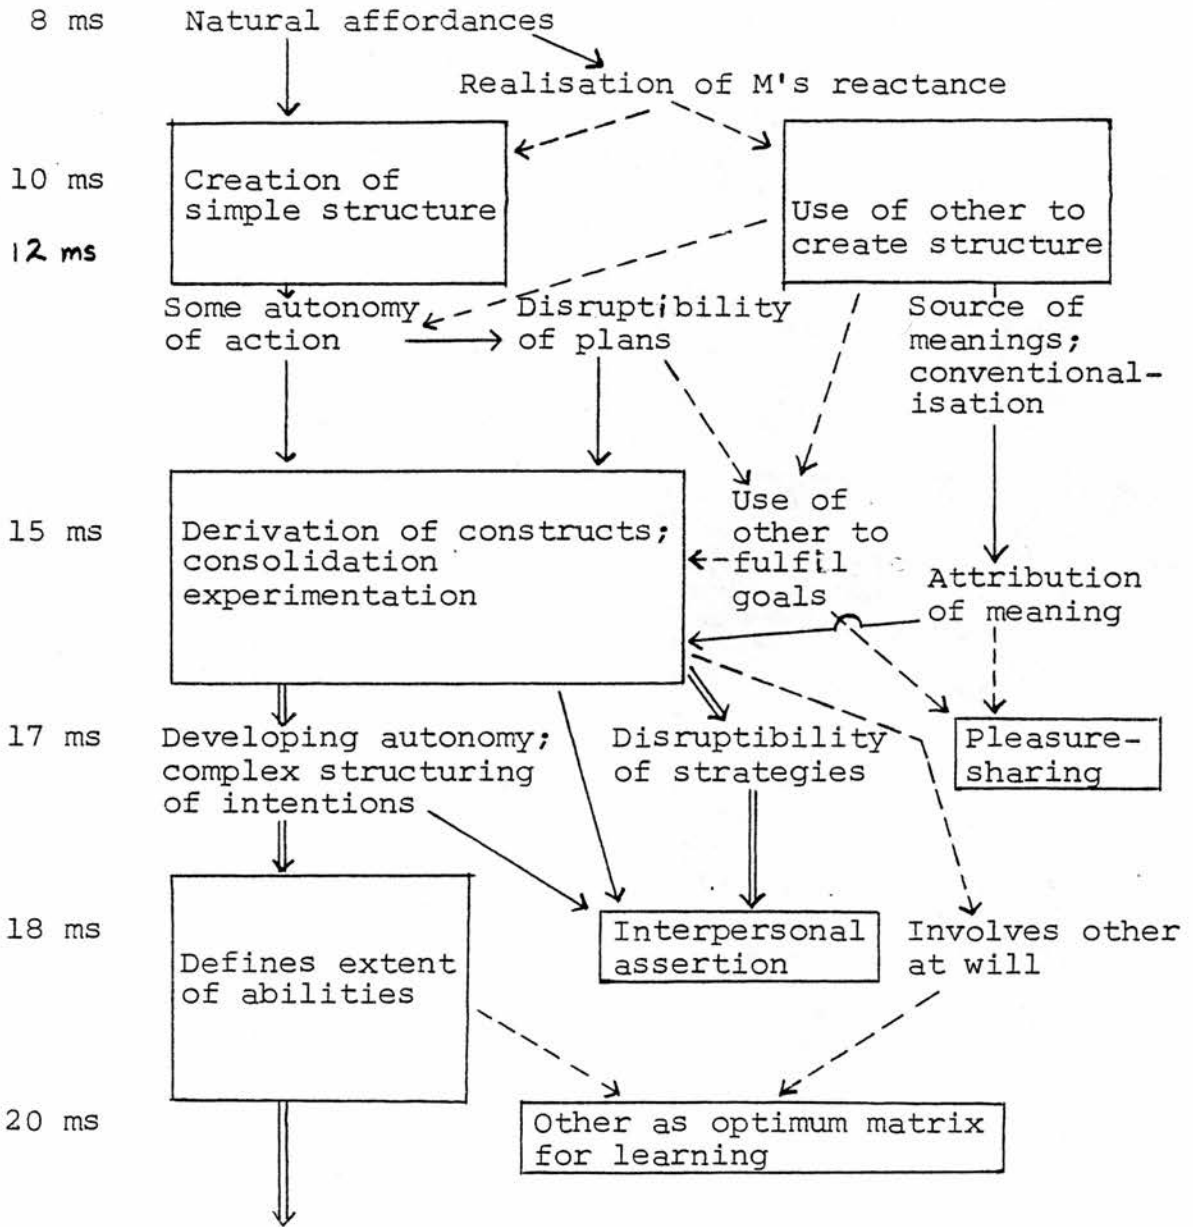 8 ms
Natural affordances
Realisation of M's reactance
10 ms
Creation of
simple structure
Use of other to
create structure
12 ms
Some autonomy
of action
Disruptibility
of plans
Source of
meanings;
conventional-
isation
15 ms
Derivation of constructs;
consolidation
experimentation
Use of
other to
fulfil
goals
Attribution
of meaning
17 ms
Developing autonomy;
complex structuring
of intentions
Disruptibility
of strategies
Pleasure-
sharing
18 ms
Defines extent
of abilities
Interpersonal
assertion
Involves other
at will
20 ms
Other as optimum matrix
for learning